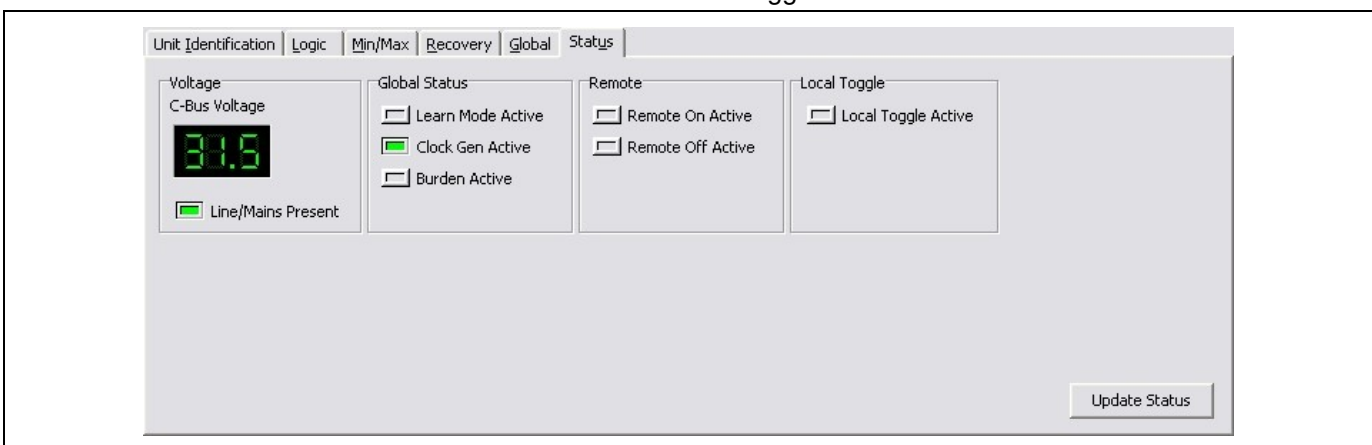 Unit Identification Logic Min/Max Recovery Global Status
Voltage
C-Bus Voltage
31.5
Line/Mains Present
Global Status
Learn Mode Active
Clock Gen Active
Burden Active
Remote
Remote On Active
Remote Off Active
Local Toggle
Local Toggle Active
Update Status